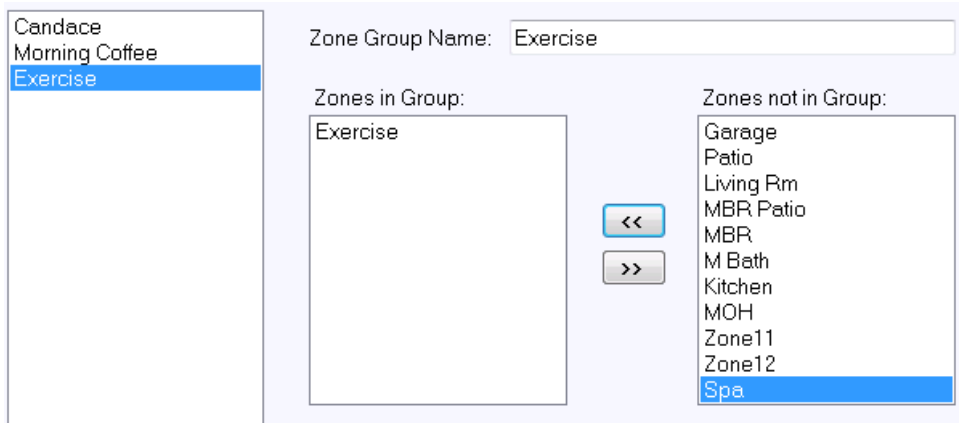 Candace
Morning Coffee
Exercise
Zone Group Name: Exercise
Zones in Group:
Exercise
<<
>>
Zones not in Group:
Garage
Patio
Living Rm
MBR Patio
MBR
M Bath
Kitchen
MOH
Zone11
Zone12
Spa